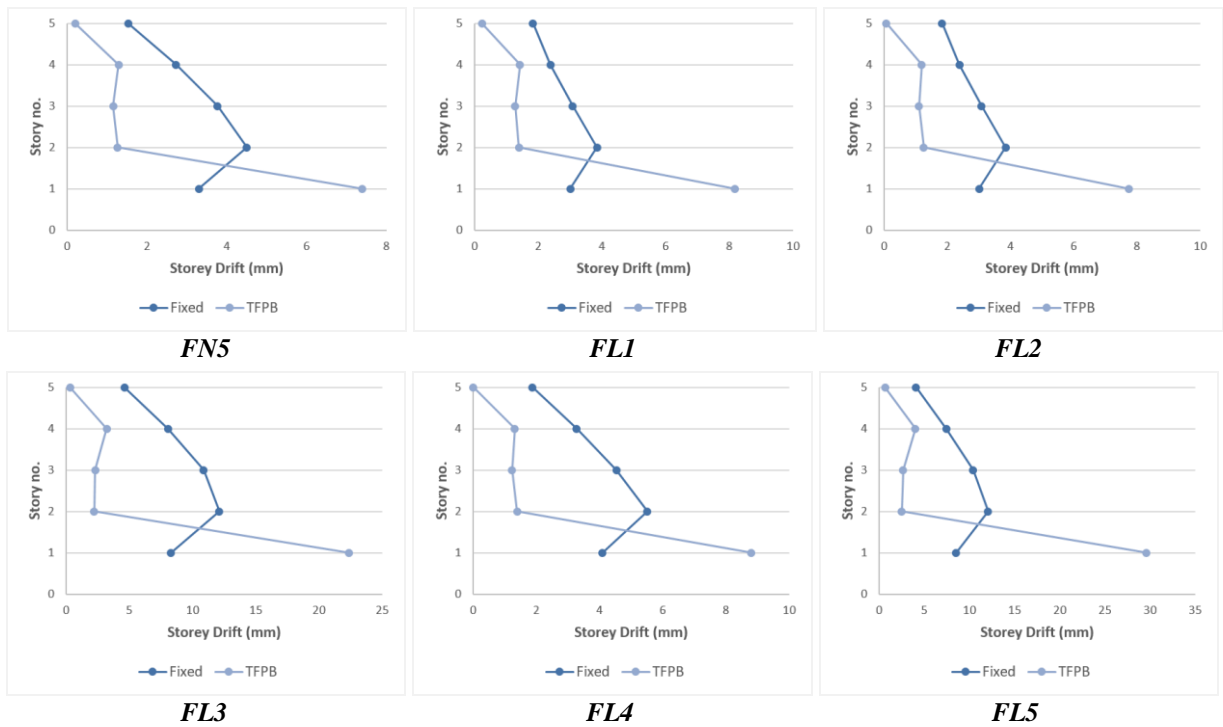 5
4
3
2
1
0
Story no.
0 2 4 6 8
Storey Drift (mm)
Fixed TFPB
FN5
5
4
3
2
1
0
Story no.
0 2 4 6 8 10
Storey Drift (mm)
Fixed TFPB
FL1
5
4
3
2
1
0
Story no.
0 2 4 6 8 10
Storey Drift (mm)
Fixed TFPB
FL2
5
4
3
2
1
0
Story no.
0 5 10 15 20 25
Storey Drift (mm)
Fixed TFPB
FL3
5
4
3
2
1
0
Story no.
0 2 4 6 8 10
Storey Drift (mm)
Fixed TFPB
FL4
5
4
3
2
1
0
Story no.
0 5 10 15 20 25 30 35
Storey Drift (mm)
Fixed TFPB
FL5